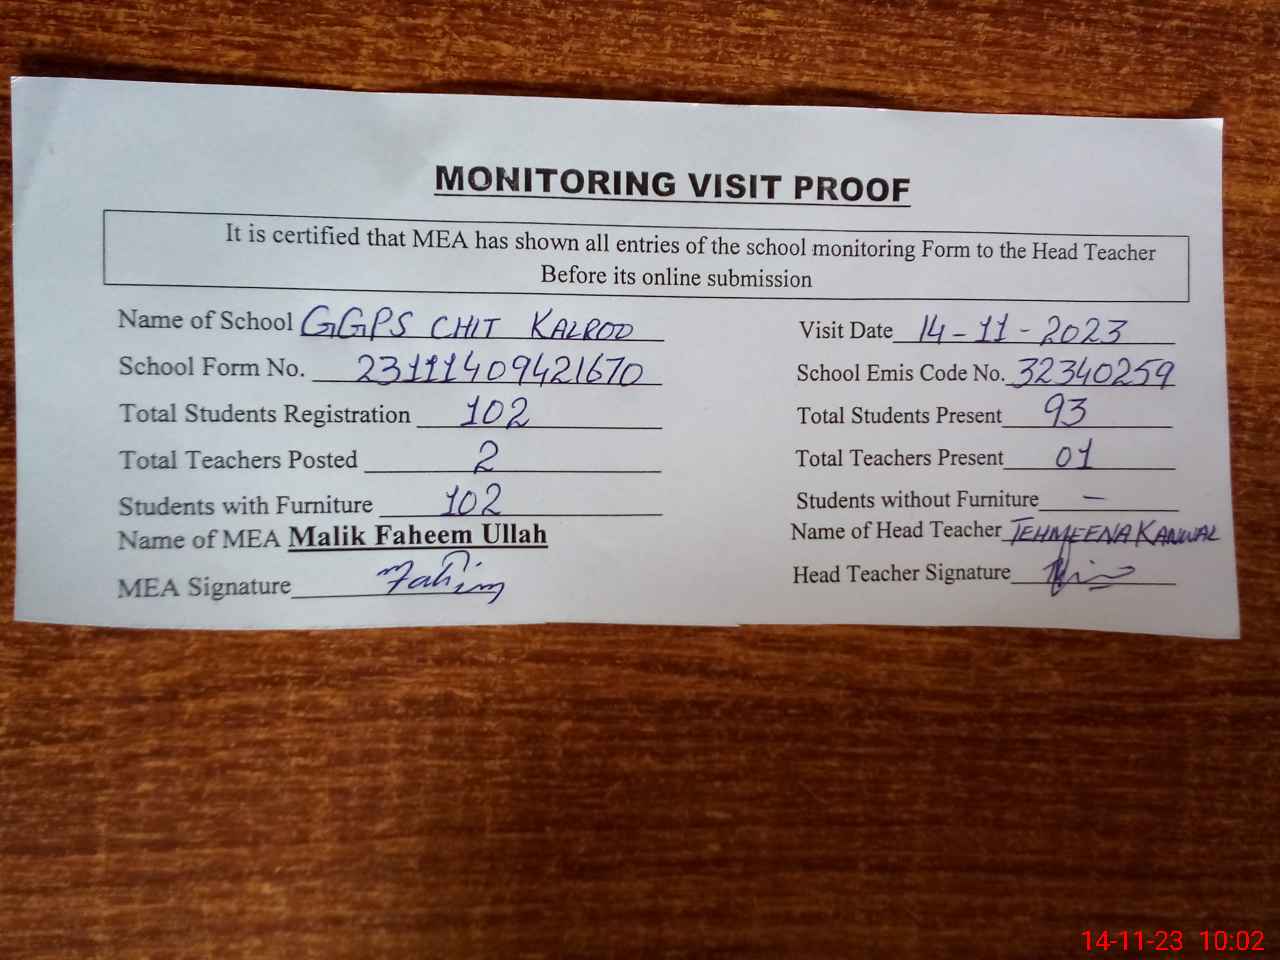 MONITORING VISIT PROOF
It is certified that MEA has shown all entries of the school monitoring Form to the Head Teacher
Before its online submission
Name of School GGPS CHIT KALROO Visit Date 14-11-2023
School Form No. 23111409421670 School Emis Code No. 32340259
Total Students Registration 102 Total Students Present 93
Total Teachers Posted 2 Total Teachers Present 01
Students with Furniture 102 Students without Furniture —
Name of MEA Malik Faheem Ullah Name of Head Teacher TEHMEENA KANWAL
MEA Signature Fahim Head Teacher Signature
14-11-23 10:02